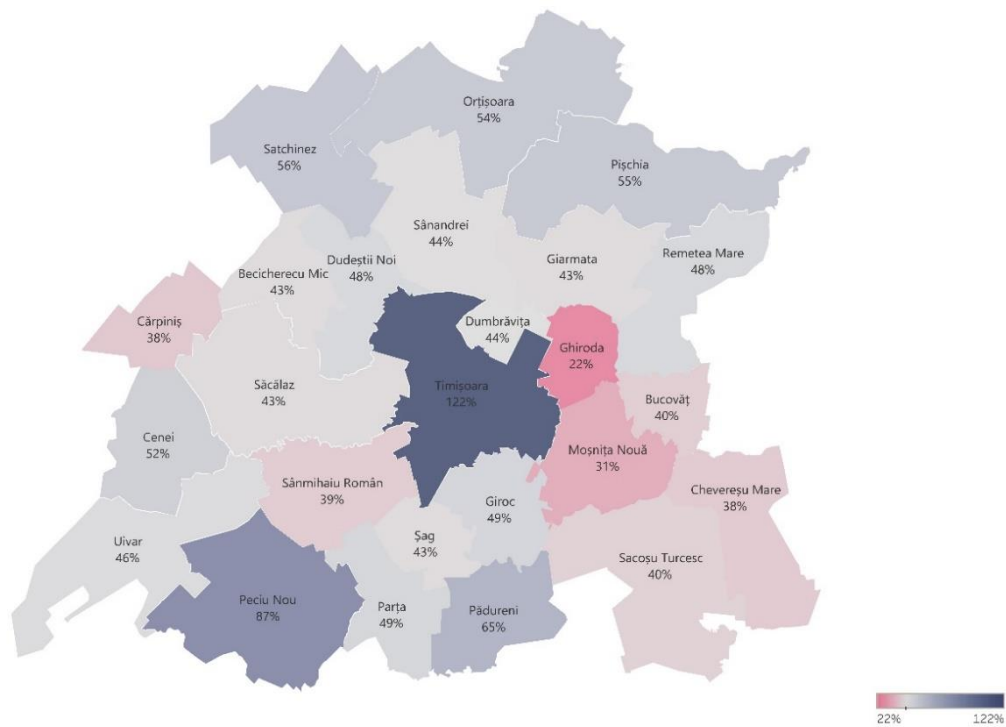 Orțișoara
54%
Satchinez
56%
Pișchia
55%
Sânandrei
44%
Remetea Mare
48%
Giarmata
43%
Dudeștii Noi
48%
Becicherecu Mic
43%
Cărpiniș
38%
Dumbrăvița
44%
Ghiroda
22%
Timișoara
122%
Săcălaz
43%
Bucovăț
40%
Cenei
52%
Moșnița Nouă
31%
Sânmihaiu Român
39%
Chevereșu Mare
38%
Giroc
49%
Șag
43%
Uivar
46%
Sacoșu Turcesc
40%
Peciu Nou
87%
Parța
49%
Pădureni
65%
22%
122%